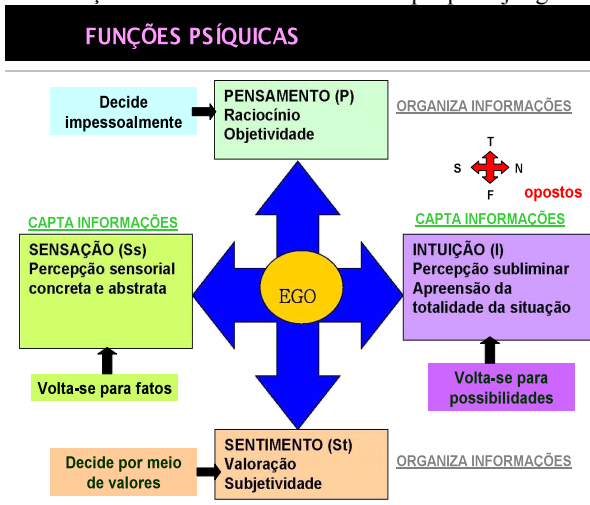 FUNÇÕES PSÍQUICAS
Decide
impessoalmente
PENSAMENTO (P)
Raciocínio
Objetividade
ORGANIZA INFORMAÇÕES
T
S
N
F
opostos
CAPTA INFORMAÇÕES
CAPTA INFORMAÇÕES
SENSAÇÃO (Ss)
Percepção sensorial
concreta e abstrata
EGO
INTUIÇÃO (I)
Percepção subliminar
Apreensão da
totalidade da situação
Volta-se para fatos
Volta-se para
possibilidades
Decide por meio
de valores
SENTIMENTO (St)
Valoração
Subjetividade
ORGANIZA INFORMAÇÕES